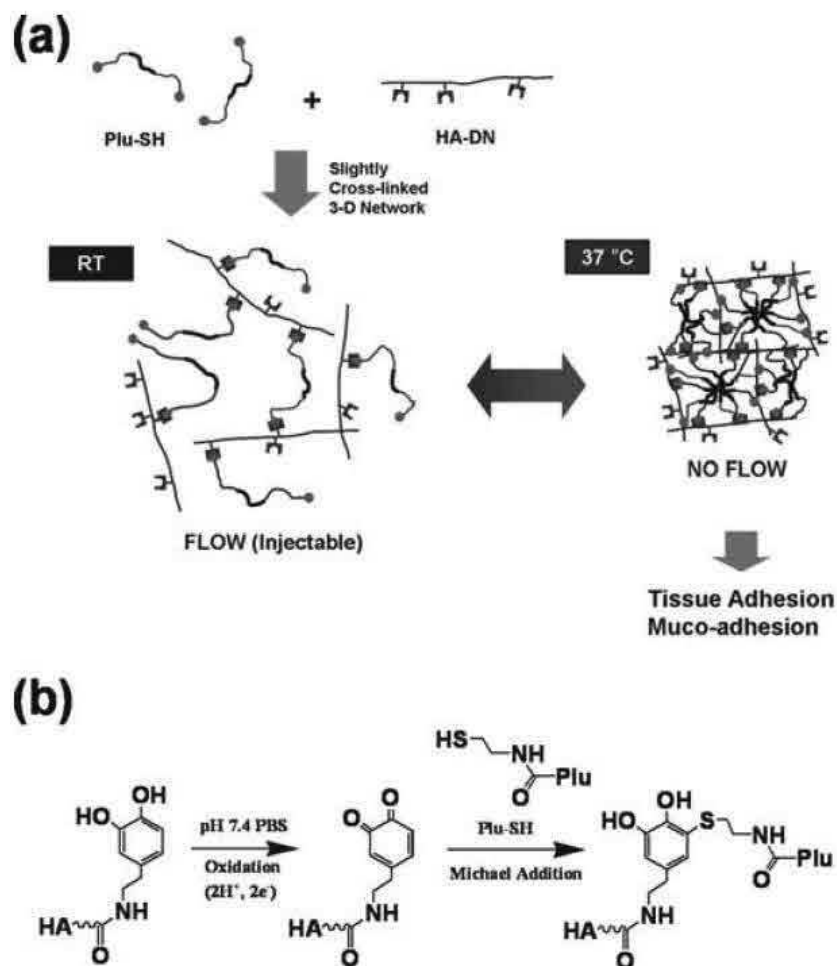 (a)
Plu-SH
+
HA-DN
Slightly
Cross-linked
3-D Network
RT
37 °C
FLOW (Injectable)
NO FLOW
Tissue Adhesion
Muco-adhesion
(b)
HO
OH
NH
HA
O
pH 7.4 PBS
Oxidation
(2H⁺, 2e⁻)
O
O
NH
HA
O
HS
NH
O
Plu
Plu-SH
Michael Addition
HO
OH
S
NH
O
Plu
NH
HA
O